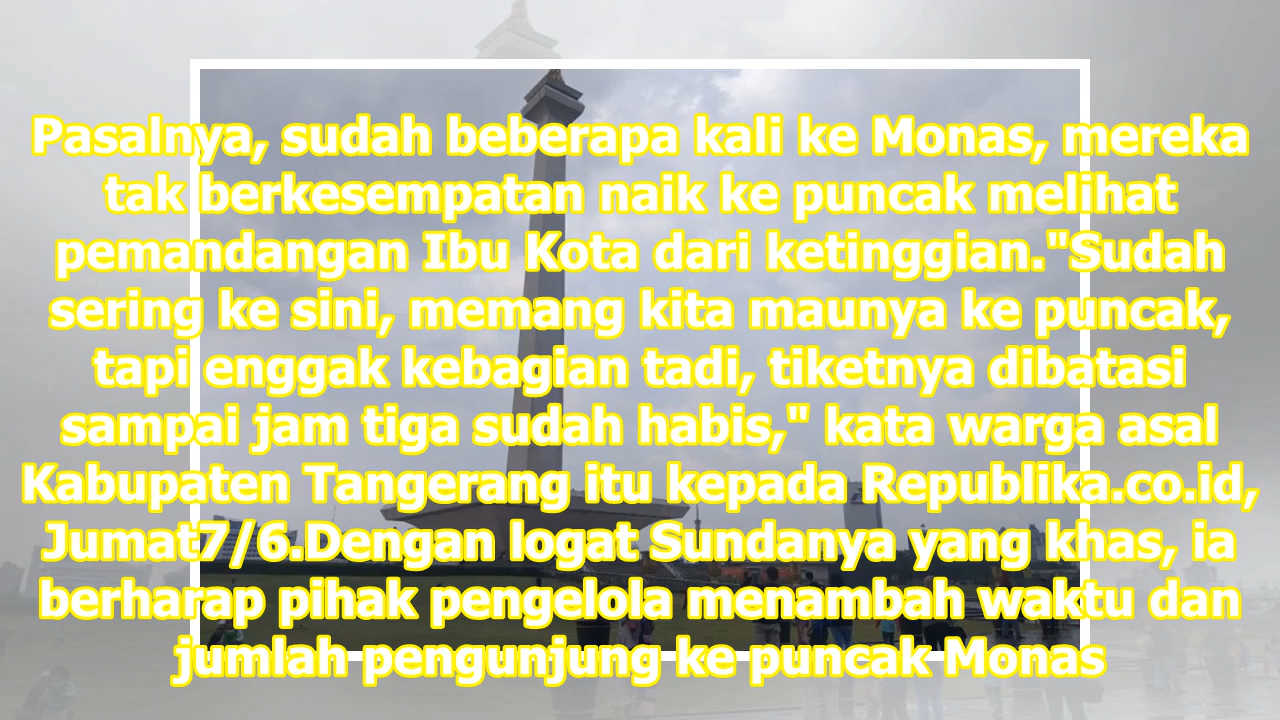 Pasalnya, sudah beberapa kali ke Monas, mereka
tak berkesempatan naik ke puncak melihat
pemandangan Ibu Kota dari ketinggian."Sudah
sering ke sini, memang kita maunya ke puncak,
tapi enggak kebagian tadi, tiketnya dibatasi
sampai jam tiga sudah habis," kata warga asal
Kabupaten Tangerang itu kepada Republika.co.id,
Jumat7/6.Dengan logat Sundanya yang khas, ia
berharap pihak pengelola menambah waktu dan
jumlah pengunjung ke puncak Monas